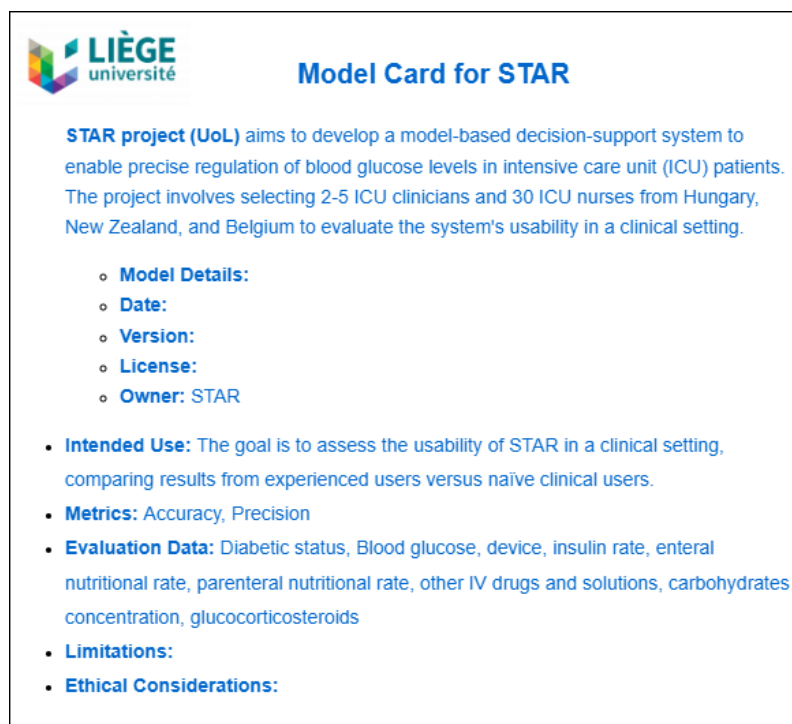 LIÈGE
université
Model Card for STAR
STAR project (UoL) aims to develop a model-based decision-support system to
enable precise regulation of blood glucose levels in intensive care unit (ICU) patients.
The project involves selecting 2-5 ICU clinicians and 30 ICU nurses from Hungary,
New Zealand, and Belgium to evaluate the system's usability in a clinical setting.
Model Details:
Date:
Version:
License:
Owner: STAR
Intended Use: The goal is to assess the usability of STAR in a clinical setting,
comparing results from experienced users versus naïve clinical users.
Metrics: Accuracy, Precision
Evaluation Data: Diabetic status, Blood glucose, device, insulin rate, enteral
nutritional rate, parenteral nutritional rate, other IV drugs and solutions, carbohydrates
concentration, glucocorticosteroids
Limitations:
Ethical Considerations: